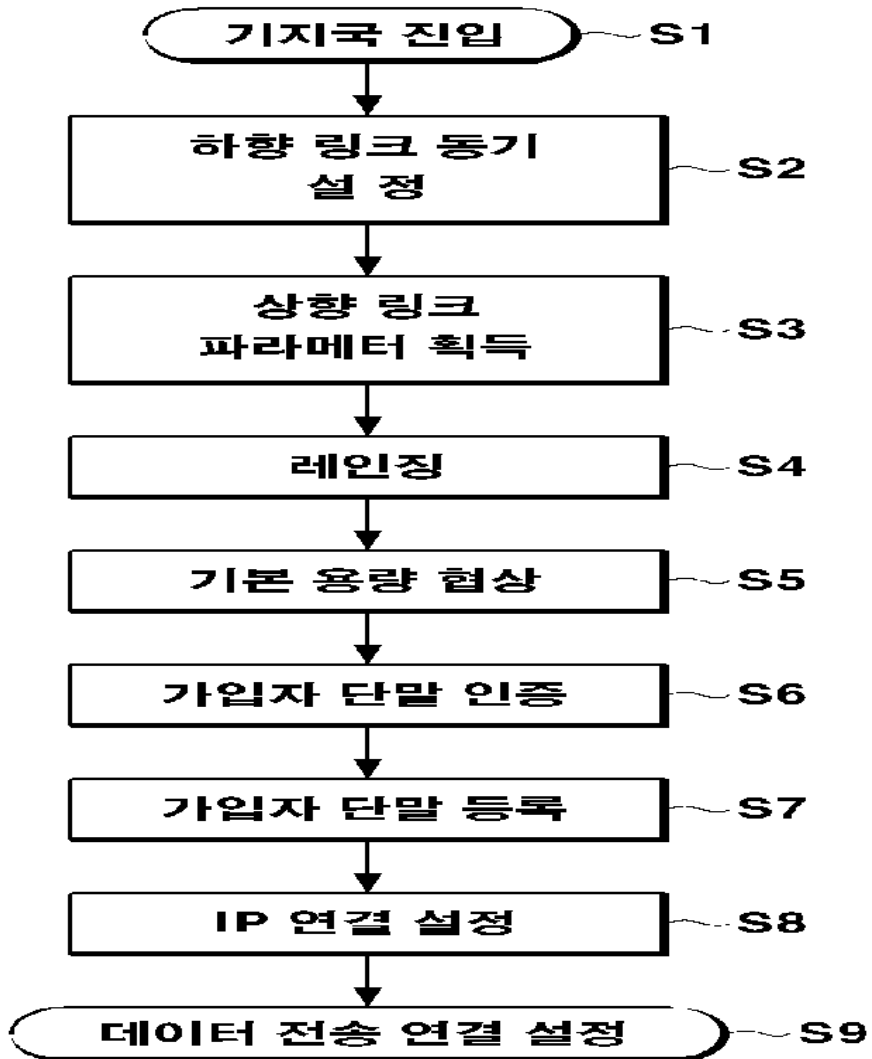 기지국 진입 S1
하향 링크 동기
설 정 S2
상향 링크
파라메터 획득 S3
레인징 S4
기본 용량 협상 S5
가입자 단말 인증 S6
가입자 단말 등록 S7
IP 연결 설정 S8
데이터 전송 연결 설정 S9